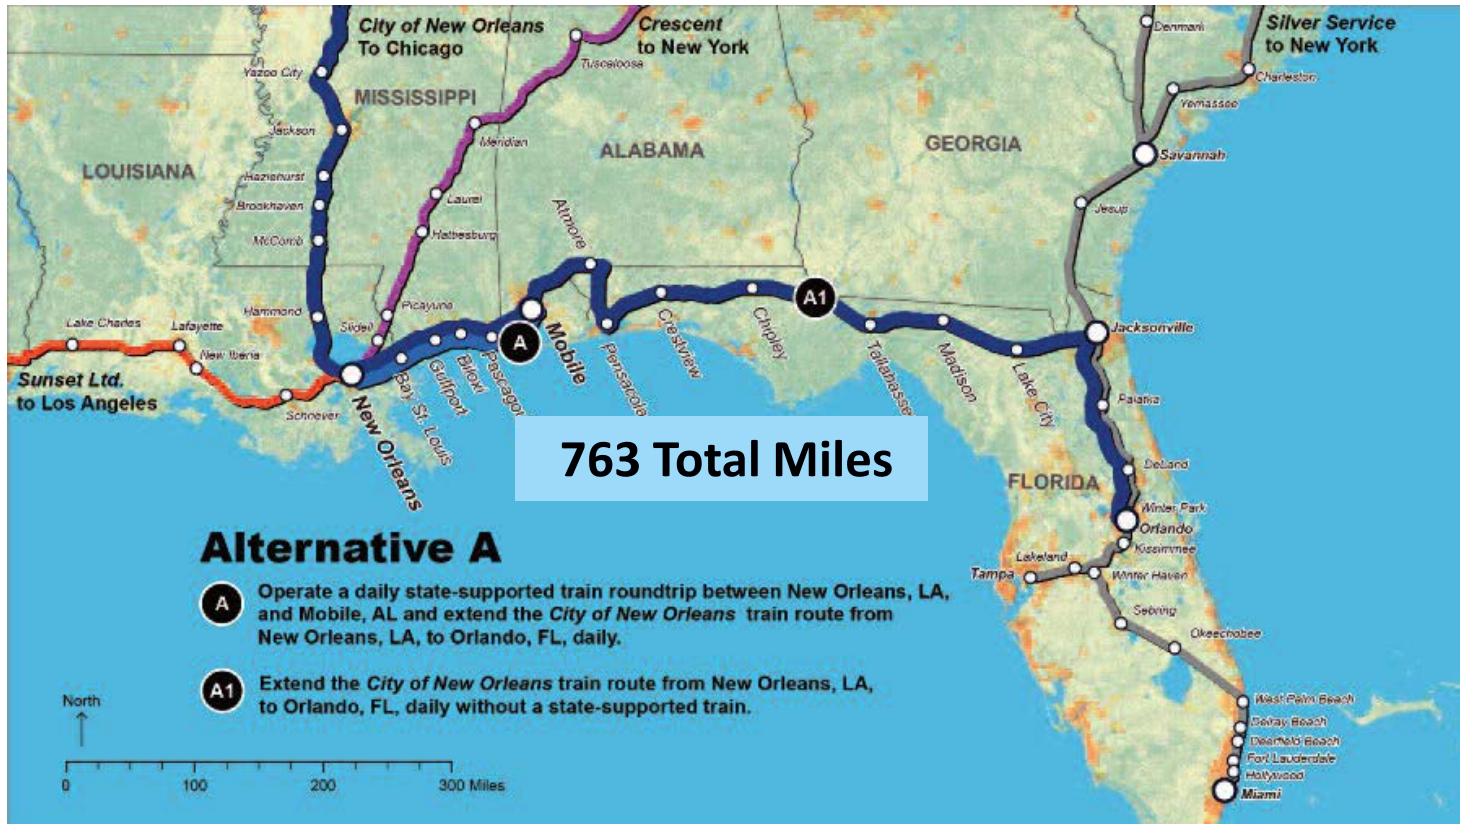 City of New Orleans
To Chicago
Crescent
to New York
Silver Service
to New York
Denmark
Yazoo City
Tuscaloosa
Charleston
MISSISSIPPI
Yemassee
Jackson
Meridian
ALABAMA
GEORGIA
Savannah
LOUISIANA
Hazlehurst
Laurel
Brookhaven
Jesup
McComb
Hattiesburg
Atmore
Hammond
Picayune
A1
Lake Charles
Lafayette
Slidell
Jacksonville
New Iberia
A
Mobile
Crestview
Chipley
Sunset Ltd.
to Los Angeles
Schriever
New Orleans
Bay St. Louis
Gulfport
Biloxi
Pascagou
Pensacola
Tallahasse
Madison
Lake City
Palatka
763 Total Miles
DeLand
FLORIDA
Winter Park
Orlando
Kissimmee
Lakeland
Tampa
Winter Haven
Sebring
Okeechobee
West Palm Beach
Delray Beach
Deerfield Beach
Fort Lauderdale
Hollywood
Miami
Alternative A
A Operate a daily state-supported train roundtrip between New Orleans, LA,
and Mobile, AL and extend the City of New Orleans train route from
New Orleans, LA, to Orlando, FL, daily.
A1 Extend the City of New Orleans train route from New Orleans, LA,
to Orlando, FL, daily without a state-supported train.
North
0 100 200 300 Miles